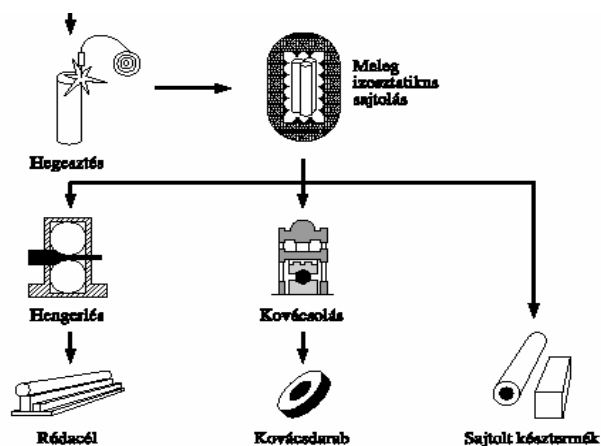 Meleg
izosztatikus
sajtolás
Hegesztés
Hengerlés
Kovácsolás
Rúdacél
Kovácsdarab
Sajtolt késztermék